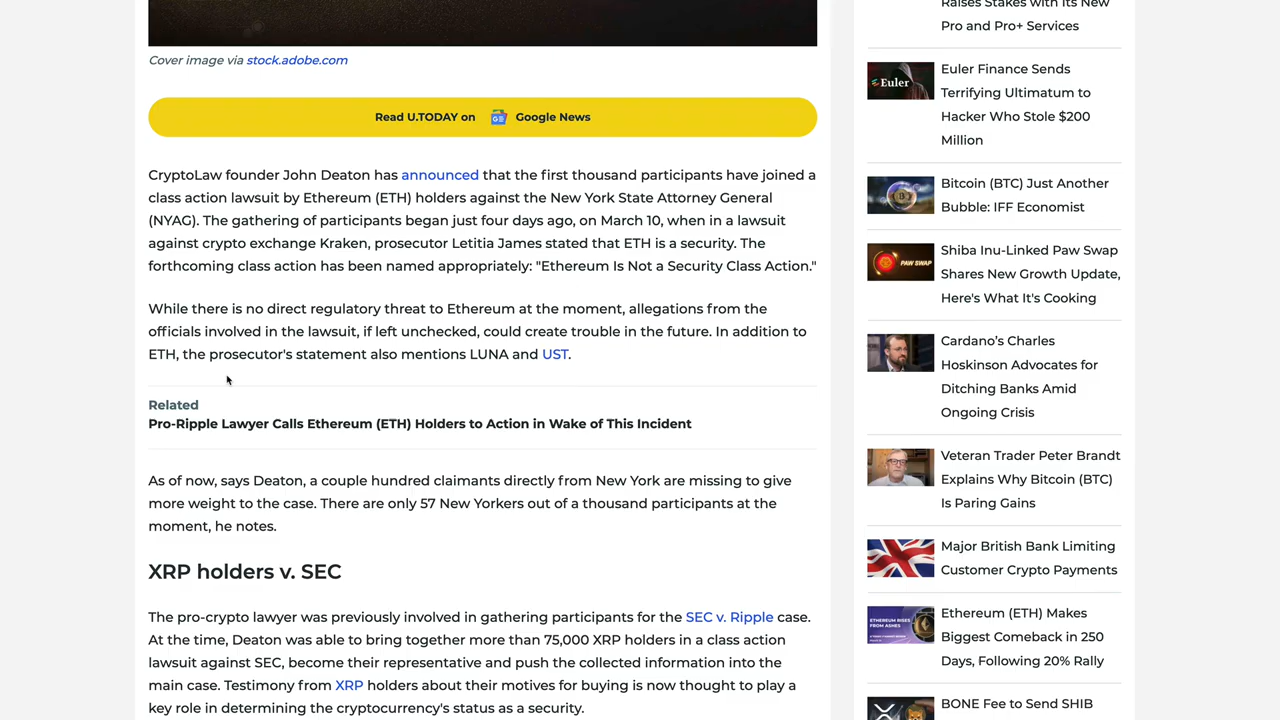 Cover image via stock.adobe.com
Read U.TODAY on Google News
CryptoLaw founder John Deaton has announced that the first thousand participants have joined a
class action lawsuit by Ethereum (ETH) holders against the New York State Attorney General
(NYAG). The gathering of participants began just four days ago, on March 10, when in a lawsuit
against crypto exchange Kraken, prosecutor Letitia James stated that ETH is a security. The
forthcoming class action has been named appropriately: "Ethereum Is Not a Security Class Action."
While there is no direct regulatory threat to Ethereum at the moment, allegations from the
officials involved in the lawsuit, if left unchecked, could create trouble in the future. In addition to
ETH, the prosecutor's statement also mentions LUNA and UST.
Related
Pro-Ripple Lawyer Calls Ethereum (ETH) Holders to Action in Wake of This Incident
As of now, says Deaton, a couple hundred claimants directly from New York are missing to give
more weight to the case. There are only 57 New Yorkers out of a thousand participants at the
moment, he notes.
XRP holders v. SEC
The pro-crypto lawyer was previously involved in gathering participants for the SEC v. Ripple case.
At the time, Deaton was able to bring together more than 75,000 XRP holders in a class action
lawsuit against SEC, become their representative and push the collected information into the
main case. Testimony from XRP holders about their motives for buying is now thought to play a
key role in determining the cryptocurrency's status as a security.
Raises Stakes with Its New
Pro and Pro+ Services
Euler
Euler Finance Sends
Terrifying Ultimatum to
Hacker Who Stole $200
Million
Bitcoin (BTC) Just Another
Bubble: IFF Economist
PAW SWAP
Shiba Inu-Linked Paw Swap
Shares New Growth Update,
Here's What It's Cooking
Cardano’s Charles
Hoskinson Advocates for
Ditching Banks Amid
Ongoing Crisis
Veteran Trader Peter Brandt
Explains Why Bitcoin (BTC)
Is Paring Gains
Major British Bank Limiting
Customer Crypto Payments
ETHEREUM RISES
FROM ASHES
Ethereum (ETH) Makes
Biggest Comeback in 250
Days, Following 20% Rally
BONE Fee to Send SHIB